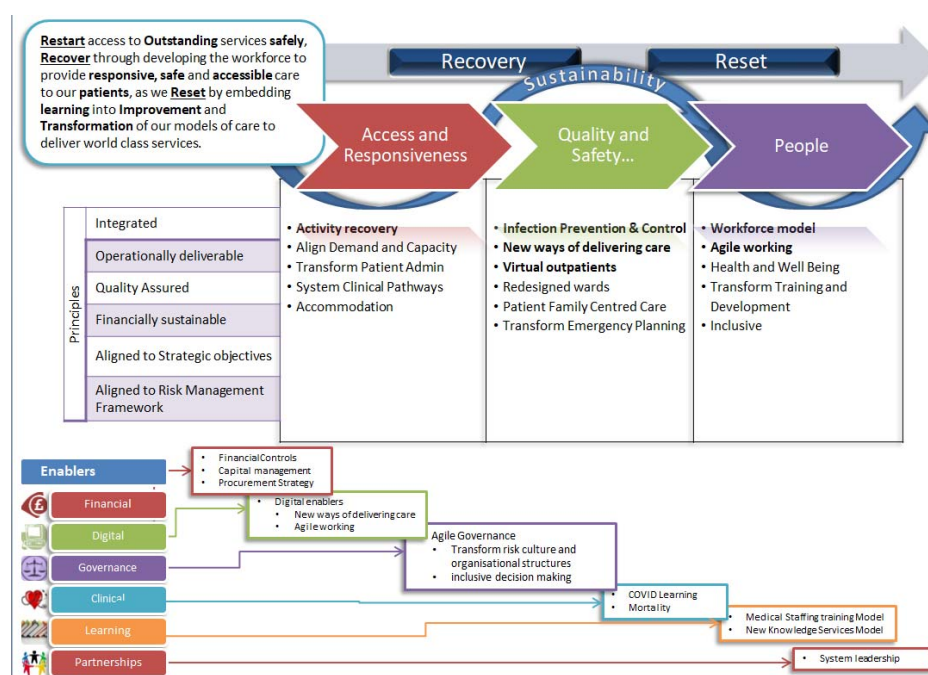 Restart access to Outstanding services safely,
Recover through developing the workforce to
provide responsive, safe and accessible care
to our patients, as we Reset by embedding
learning into Improvement and
Transformation of our models of care to
deliver world class services.
Recovery
Reset
Sustainability
Access and
Responsiveness
Quality and
Safety...
People
Principles
Integrated
Operationally deliverable
Quality Assured
Financially sustainable
Aligned to Strategic objectives
Aligned to Risk Management
Framework
• Activity recovery
• Align Demand and Capacity
• Transform Patient Admin
• System Clinical Pathways
• Accommodation
• Infection Prevention & Control
• New ways of delivering care
• Virtual outpatients
• Redesigned wards
• Patient Family Centred Care
• Transform Emergency Planning
• Workforce model
• Agile working
• Health and Well Being
• Transform Training and
Development
• Inclusive
Enablers
Financial
Digital
Governance
Clinical
Learning
Partnerships
• Financial Controls
• Capital management
• Procurement Strategy
• Digital enablers
• New ways of delivering care
• Agile working
Agile Governance
• Transform risk culture and
organisational structures
• inclusive decision making
• COVID Learning
• Mortality
• Medical Staffing training Model
• New Knowledge Services Model
• System leadership